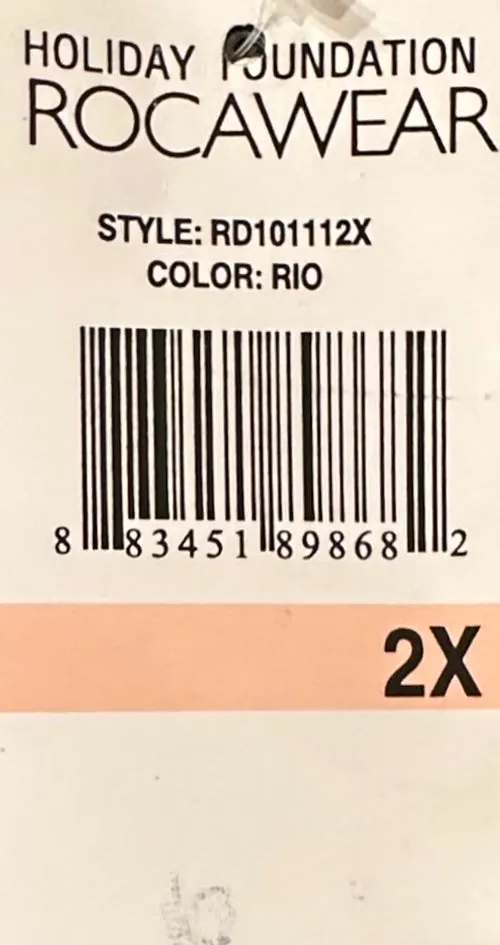 HOLIDAY FOUNDATION
ROCAWEAR
STYLE: RD101112X
COLOR: RIO
8 83451 89868 2
2X